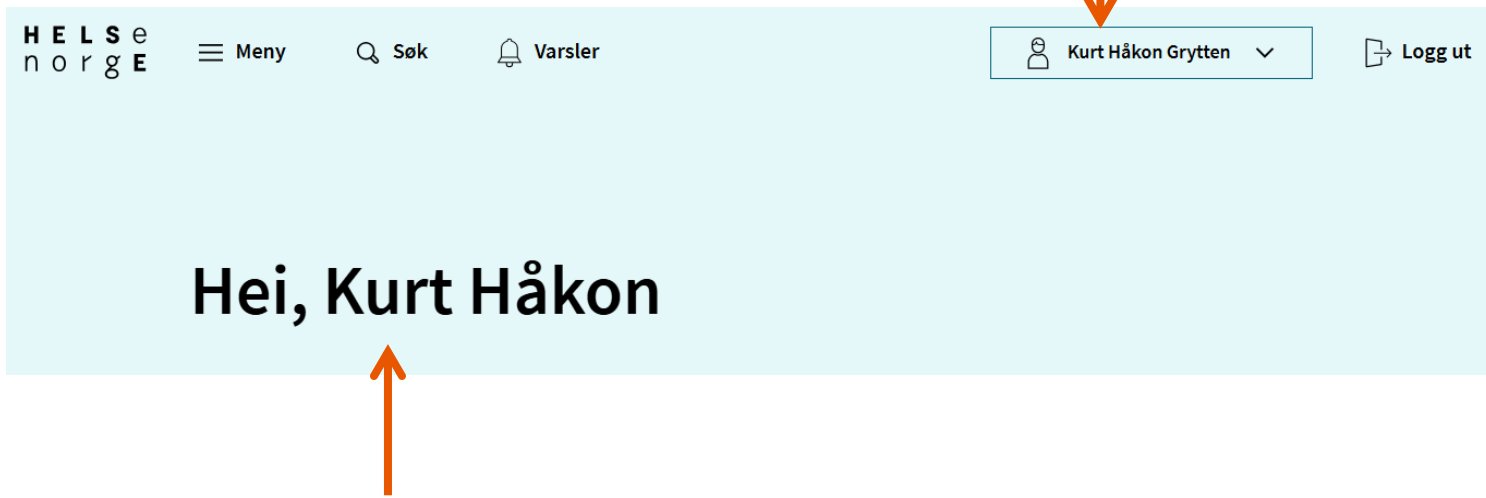 HELSe
norgE
Meny
Søk
Varsler
Kurt Håkon Grytten
Logg ut
Hei, Kurt Håkon